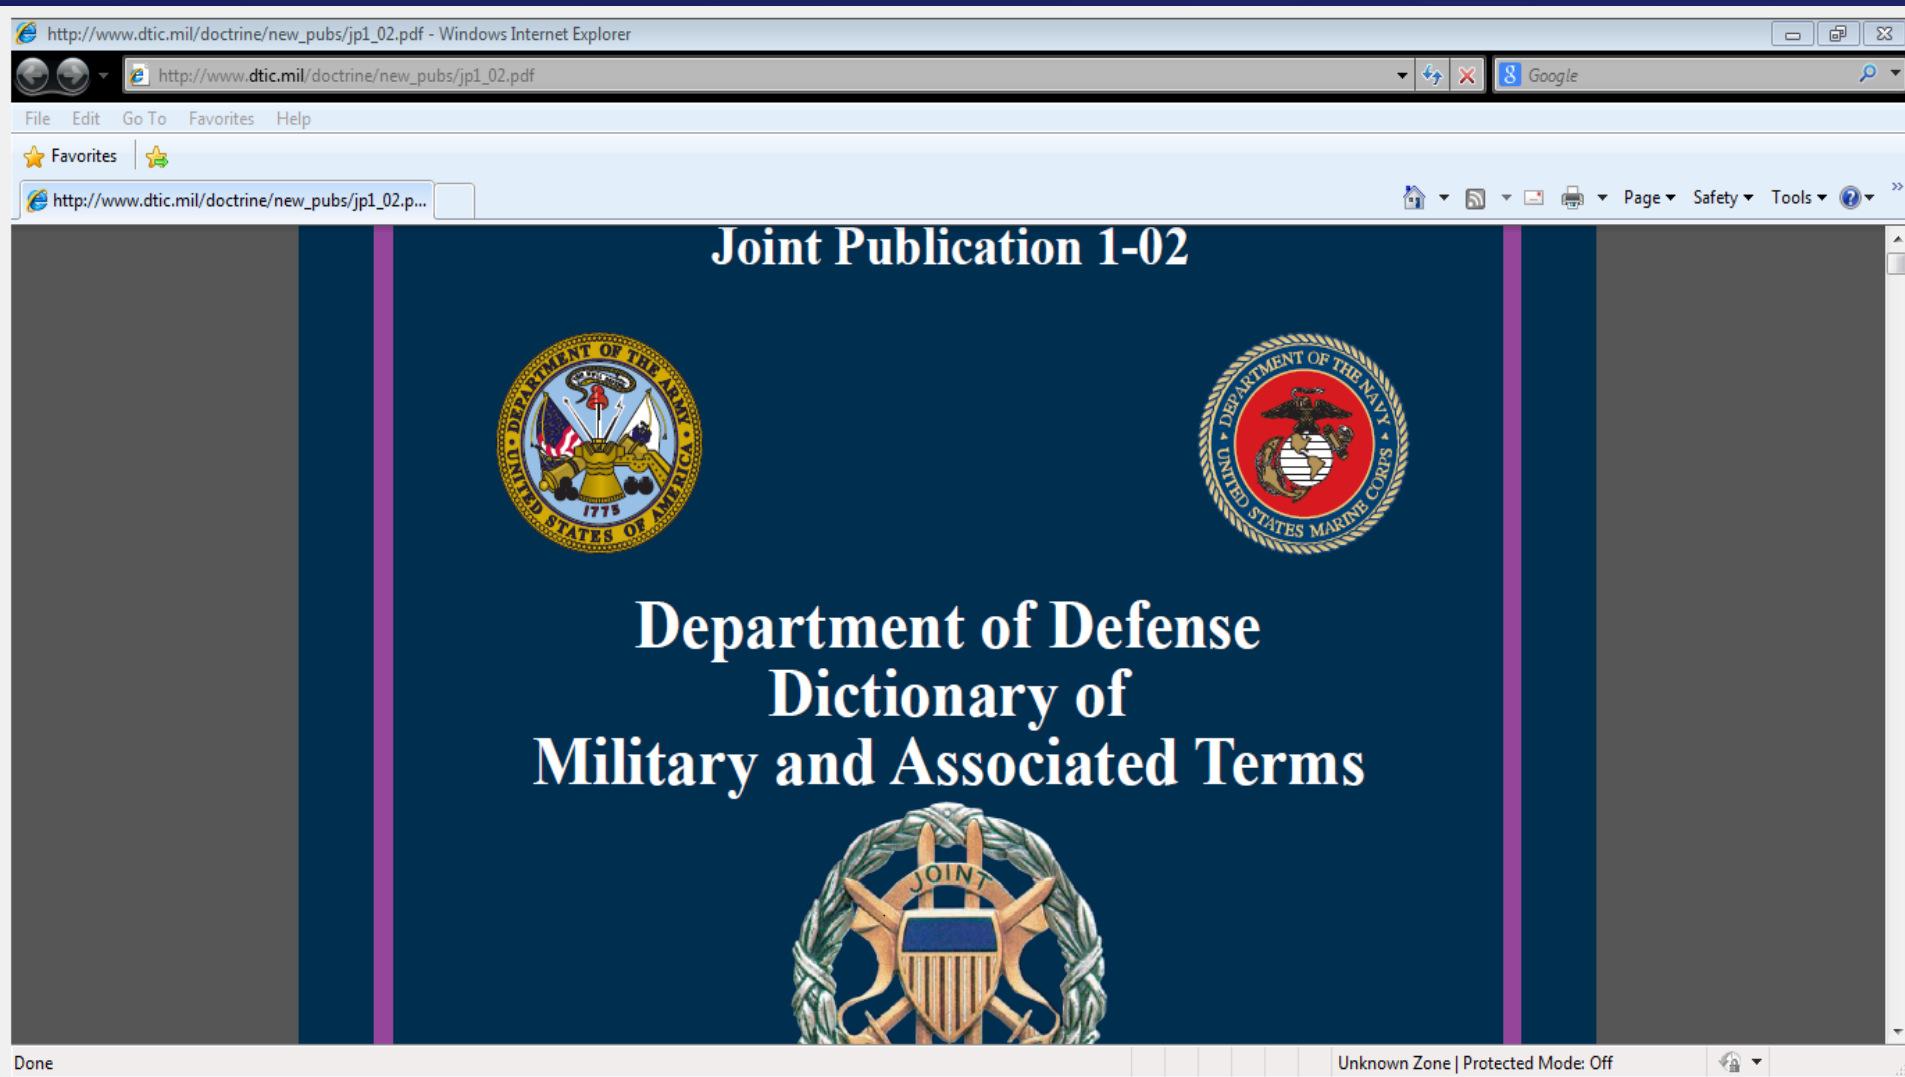 http://www.dtic.mil/doctrine/new_pubs/jp1_02.pdf - Windows Internet Explorer
http://www.dtic.mil/doctrine/new_pubs/jp1_02.pdf
Google
File Edit Go To Favorites Help
Favorites
http://www.dtic.mil/doctrine/new_pubs/jp1_02.p...
Page Safety Tools
Joint Publication 1-02
DEPARTMENT OF THE ARMY
UNITED STATES OF AMERICA
1775
DEPARTMENT OF THE NAVY
UNITED STATES MARINE CORPS
Department of Defense
Dictionary of
Military and Associated Terms
JOINT
Done
Unknown Zone | Protected Mode: Off